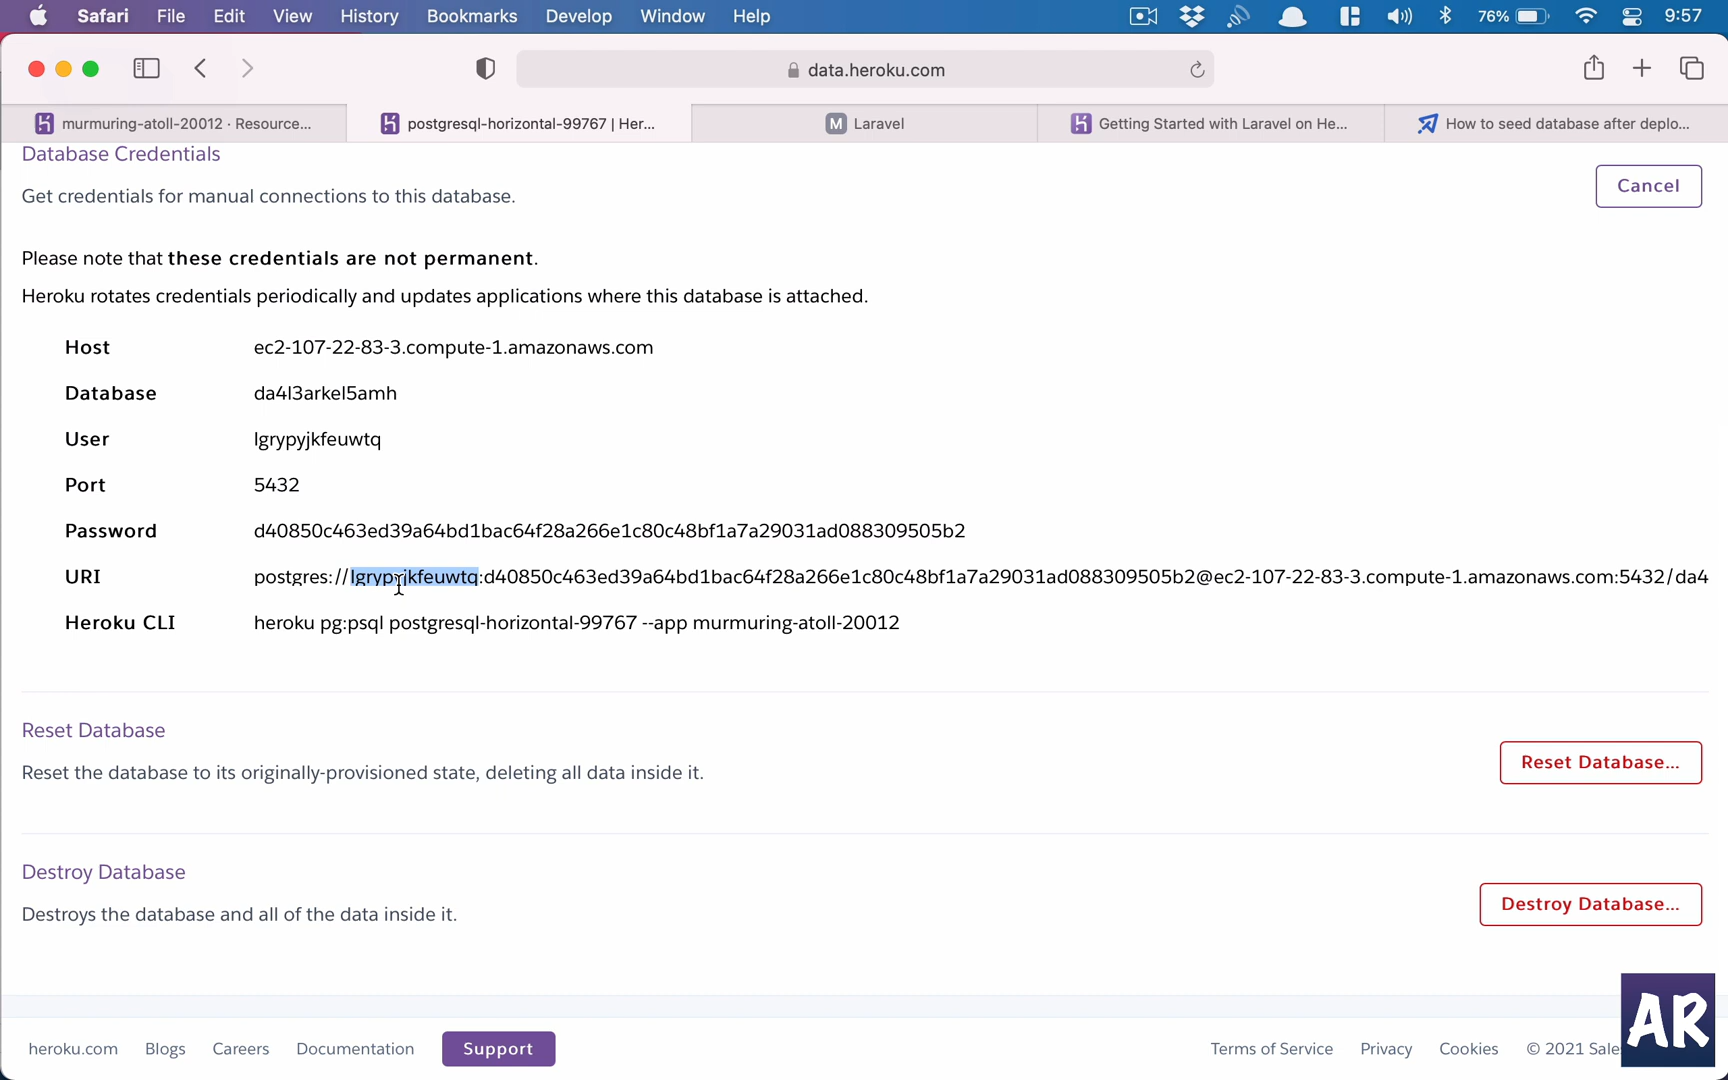 Safari File Edit View History Bookmarks Develop Window Help 76% 9:57
data.heroku.com
murmuring-atoll-20012 · Resource... postgresql-horizontal-99767 | Her... M Laravel Getting Started with Laravel on He... How to seed database after deplo...
Database Credentials
Get credentials for manual connections to this database.
Cancel
Please note that these credentials are not permanent.
Heroku rotates credentials periodically and updates applications where this database is attached.
Host ec2-107-22-83-3.compute-1.amazonaws.com
Database da4l3arkel5amh
User lgrypyjkfeuwtq
Port 5432
Password d40850c463ed39a64bd1bac64f28a266e1c80c48bf1a7a29031ad088309505b2
URI postgres://lgrypyjkfeuwtq:d40850c463ed39a64bd1bac64f28a266e1c80c48bf1a7a29031ad088309505b2@ec2-107-22-83-3.compute-1.amazonaws.com:5432/da4
Heroku CLI heroku pg:psql postgresql-horizontal-99767 --app murmuring-atoll-20012
Reset Database
Reset the database to its originally-provisioned state, deleting all data inside it.
Reset Database...
Destroy Database
Destroys the database and all of the data inside it.
Destroy Database...
AR
heroku.com Blogs Careers Documentation Support Terms of Service Privacy Cookies © 2021 Sale